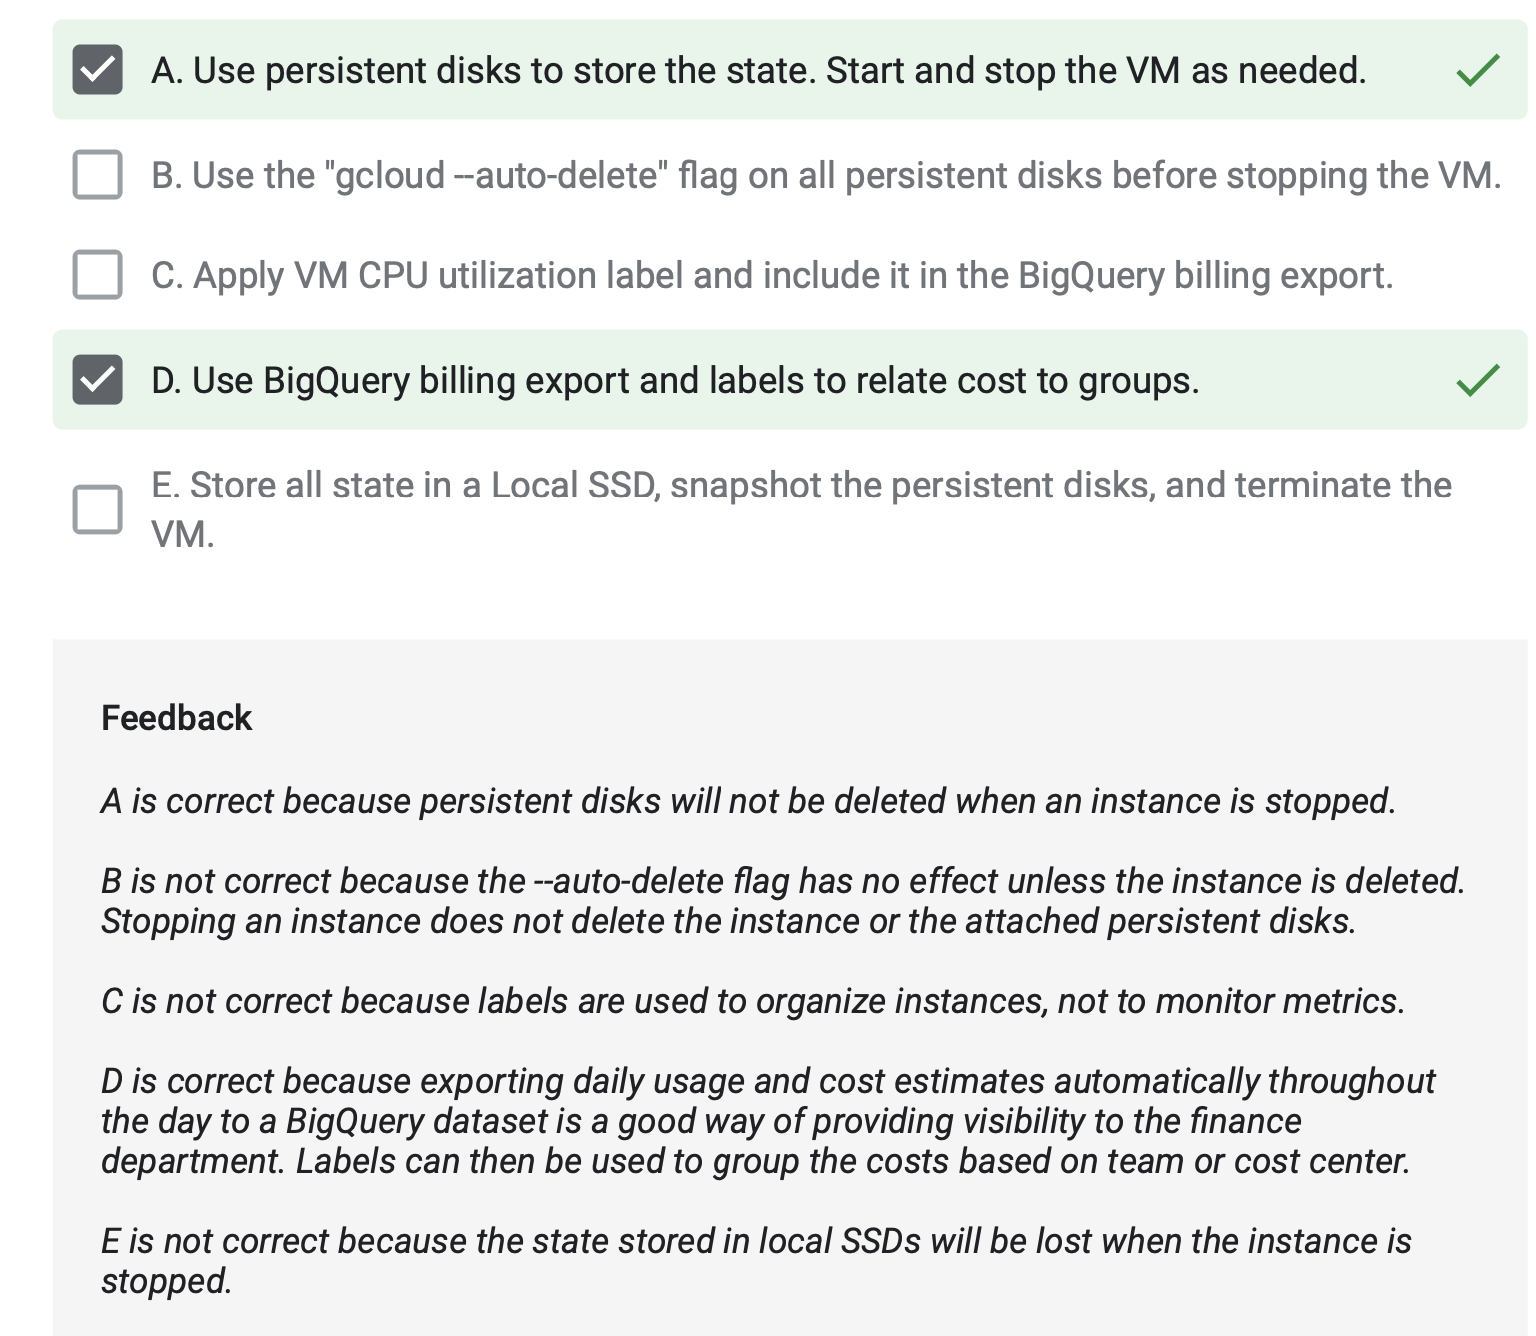 A. Use persistent disks to store the state. Start and stop the VM as needed.
B. Use the "gcloud --auto-delete" flag on all persistent disks before stopping the VM.
C. Apply VM CPU utilization label and include it in the BigQuery billing export.
D. Use BigQuery billing export and labels to relate cost to groups.
E. Store all state in a Local SSD, snapshot the persistent disks, and terminate the
VM.
Feedback
A is correct because persistent disks will not be deleted when an instance is stopped.
B is not correct because the --auto-delete flag has no effect unless the instance is deleted.
Stopping an instance does not delete the instance or the attached persistent disks.
C is not correct because labels are used to organize instances, not to monitor metrics.
D is correct because exporting daily usage and cost estimates automatically throughout
the day to a BigQuery dataset is a good way of providing visibility to the finance
department. Labels can then be used to group the costs based on team or cost center.
E is not correct because the state stored in local SSDs will be lost when the instance is
stopped.